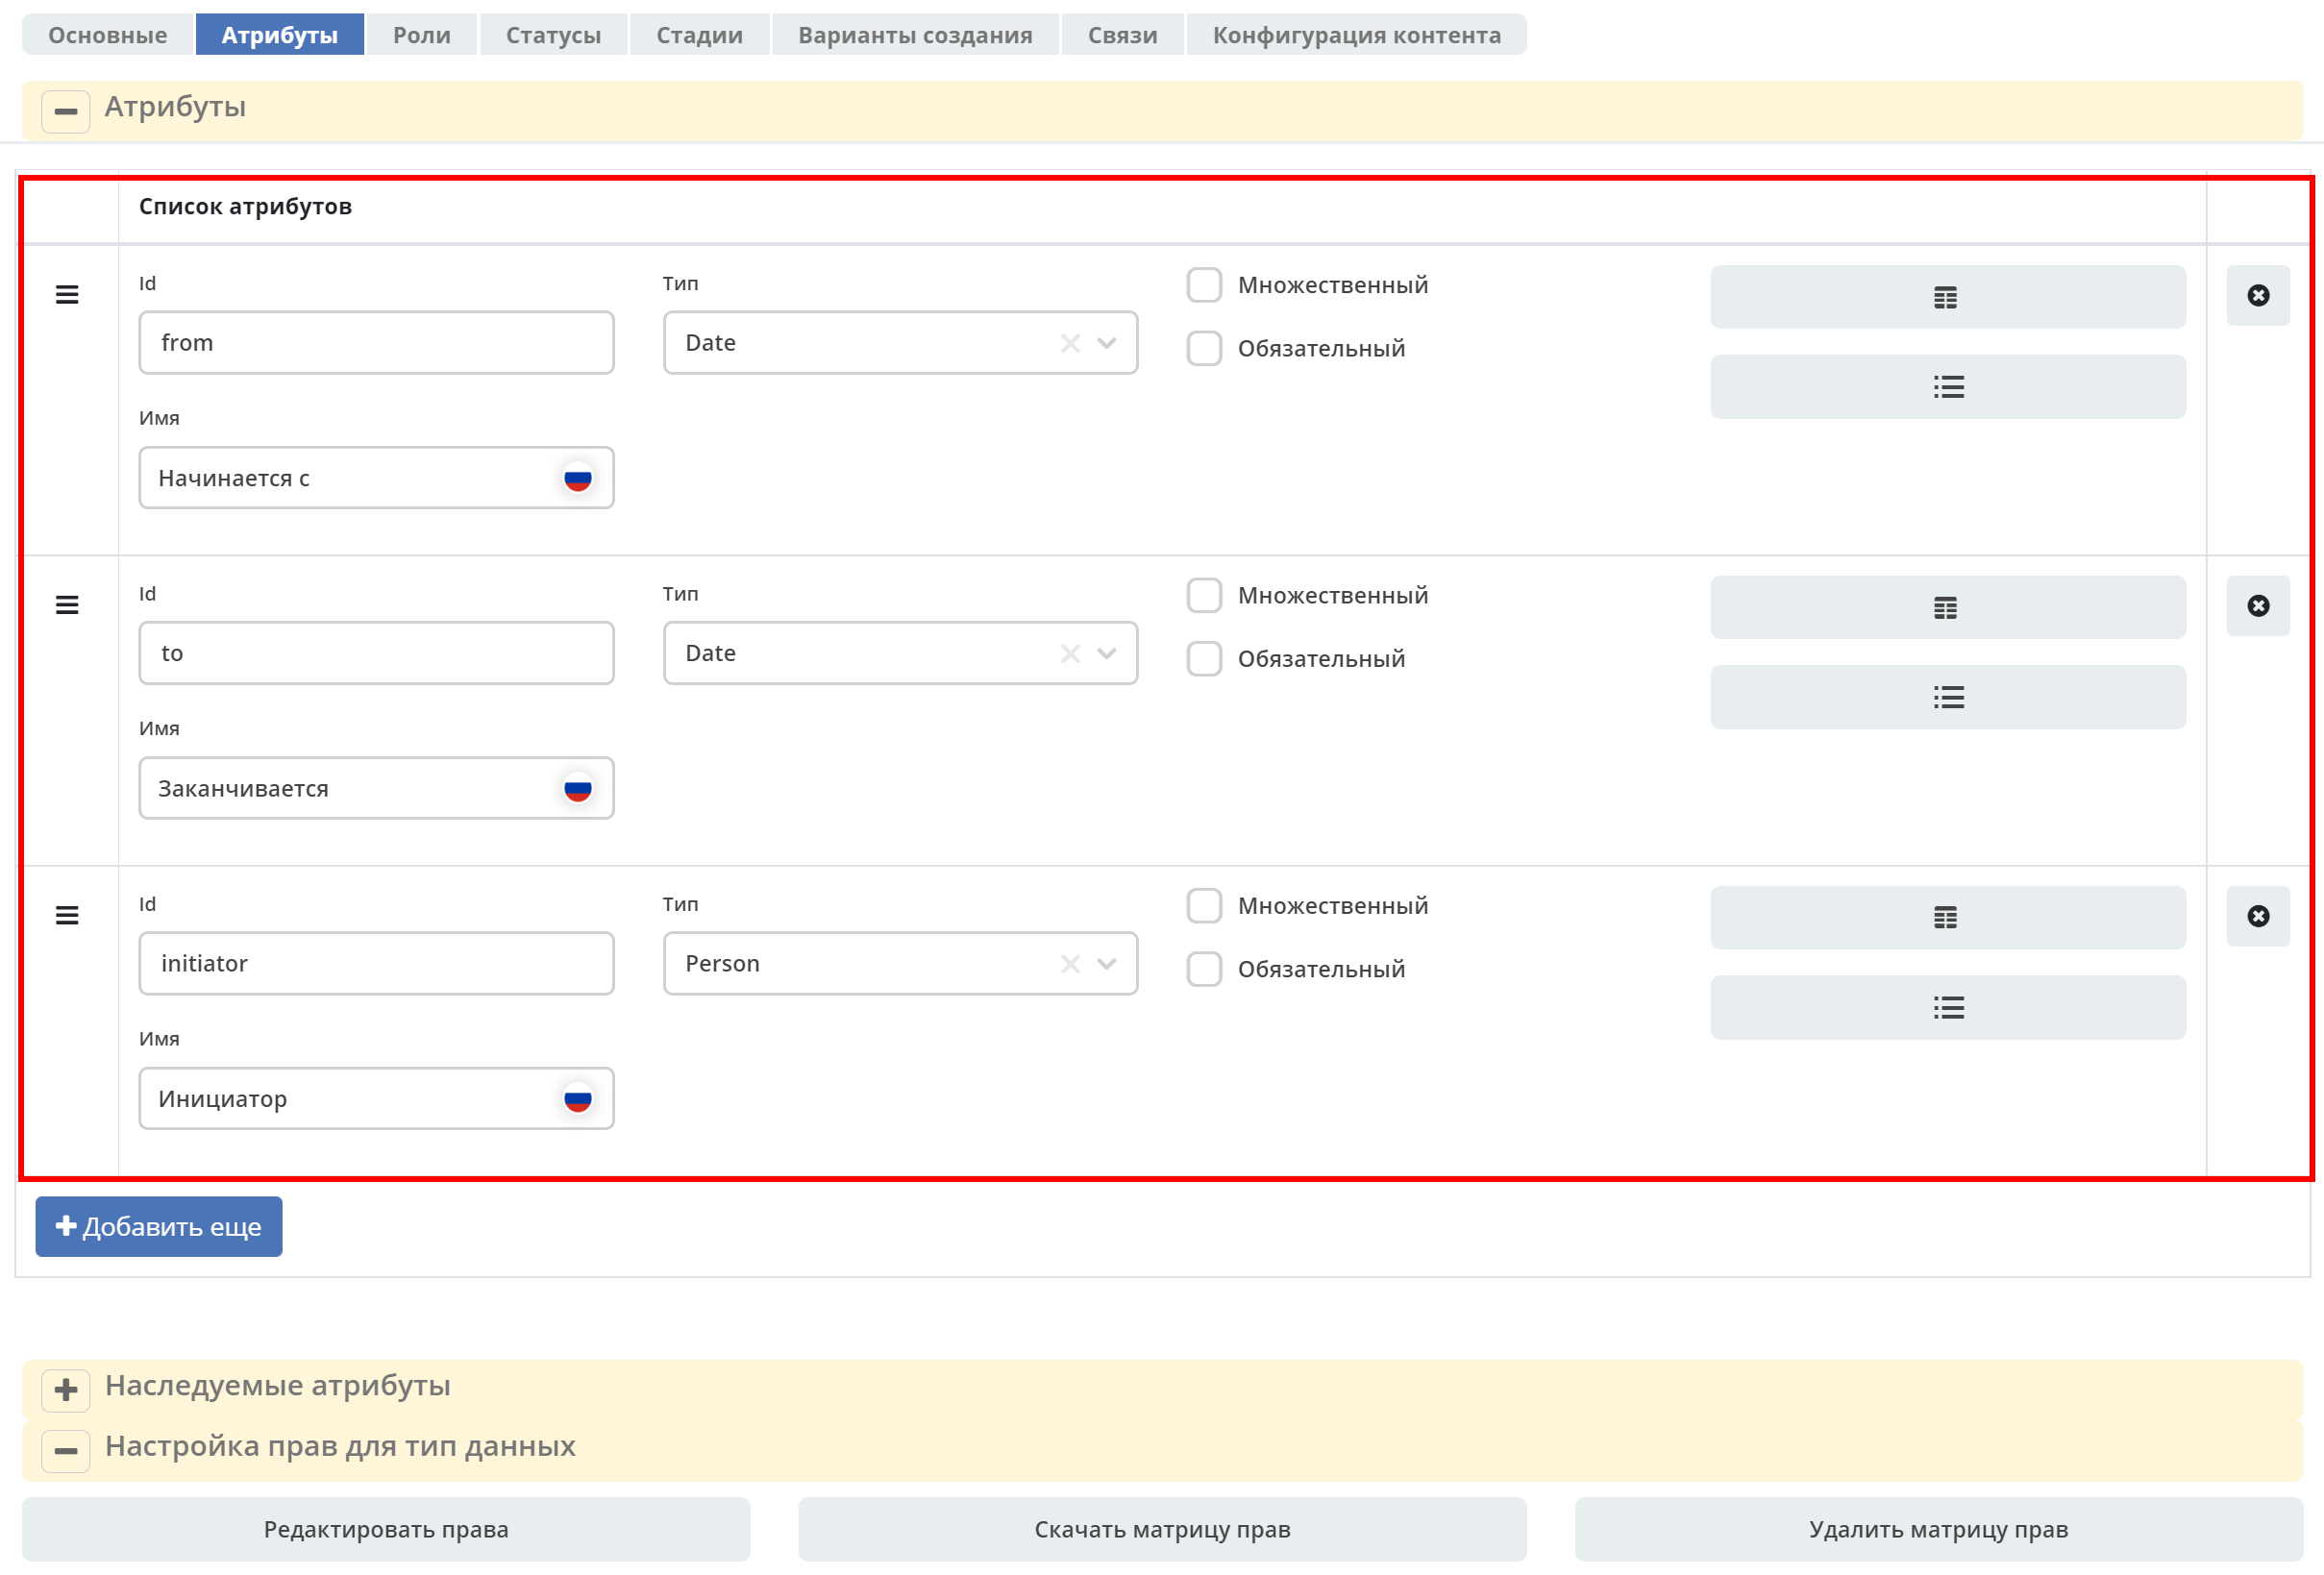 Основные Атрибуты Роли Статусы Стадии Варианты создания Связи Конфигурация контента
Атрибуты
Список атрибутов
Id Тип Множественный
from Date Обязательный
Имя
Начинается с
Id Тип Множественный
to Date Обязательный
Имя
Заканчивается
Id Тип Множественный
initiator Person Обязательный
Имя
Инициатор
Добавить еще
Наследуемые атрибуты
Настройка прав для тип данных
Редактировать права Скачать матрицу прав Удалить матрицу прав